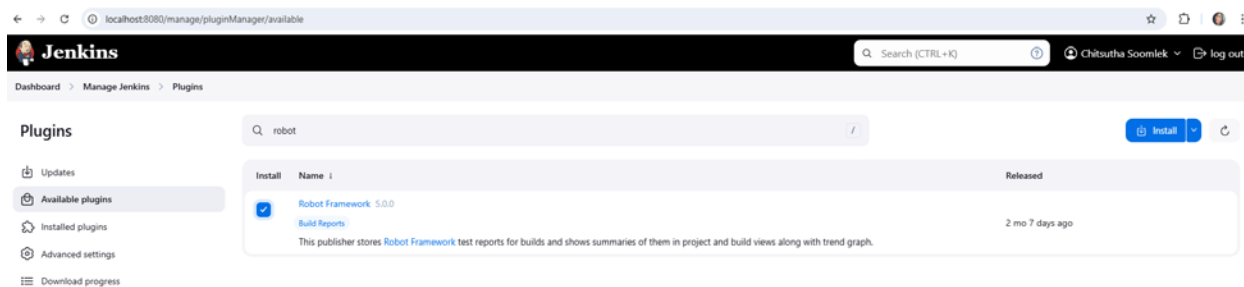 localhost:8080/manage/pluginManager/available
Jenkins
Search (CTRL+K)
Chitsutha Soomlek
log out
Dashboard > Manage Jenkins > Plugins
Plugins
robot
/
Install
Updates
Available plugins
Installed plugins
Advanced settings
Download progress
Install Name ↓ Released
Robot Framework 5.0.0
Build Reports
This publisher stores Robot Framework test reports for builds and shows summaries of them in project and build views along with trend graph.
2 mo 7 days ago